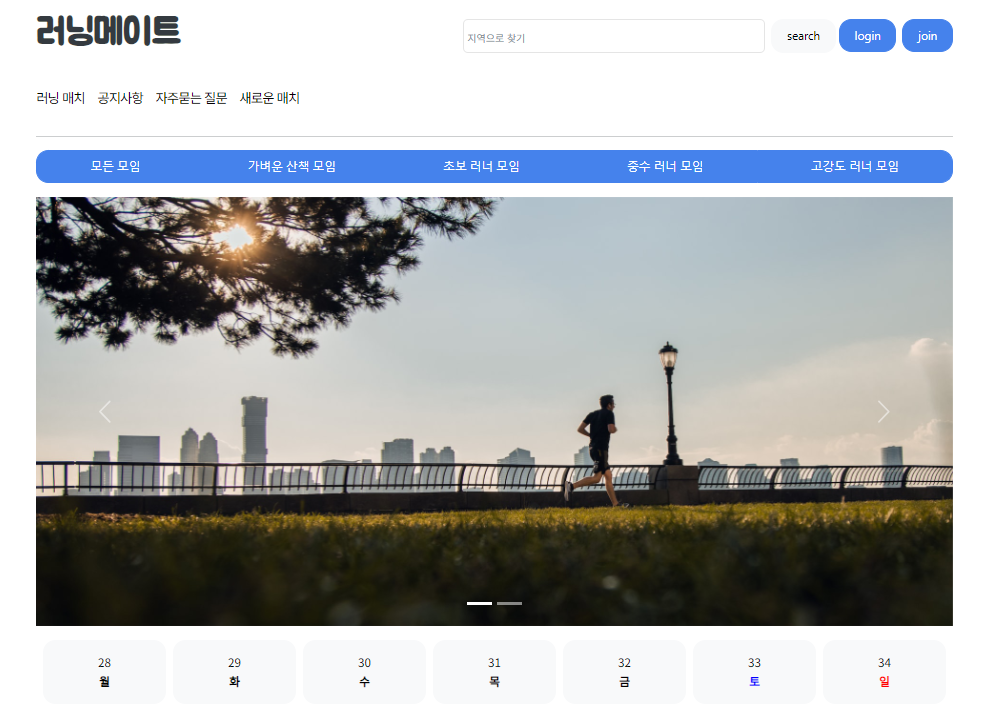 러닝메이트
지역으로 찾기
search
login
join
러닝 매치 공지사항 자주묻는 질문 새로운 매치
모든 모임 가벼운 산책 모임 초보 러너 모임 중수 러너 모임 고강도 러너 모임
28 29 30 31 32 33 34
월 화 수 목 금 토 일